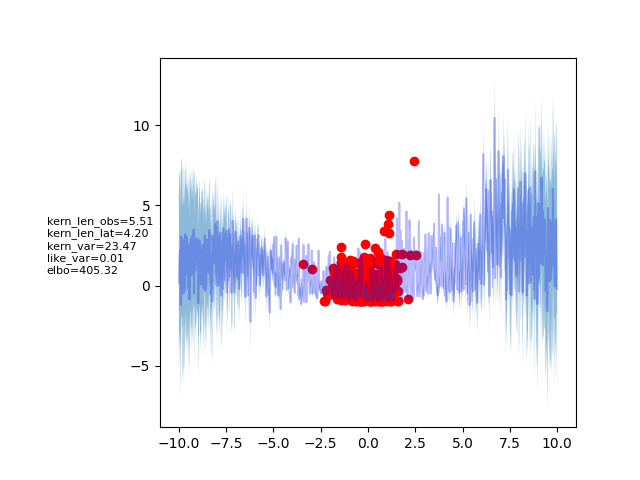 10
5
0
−5
kern_len_obs=5.51
kern_len_lat=4.20
kern_var=23.47
like_var=0.01
elbo=405.32
−10.0 −7.5 −5.0 −2.5 0.0 2.5 5.0 7.5 10.0